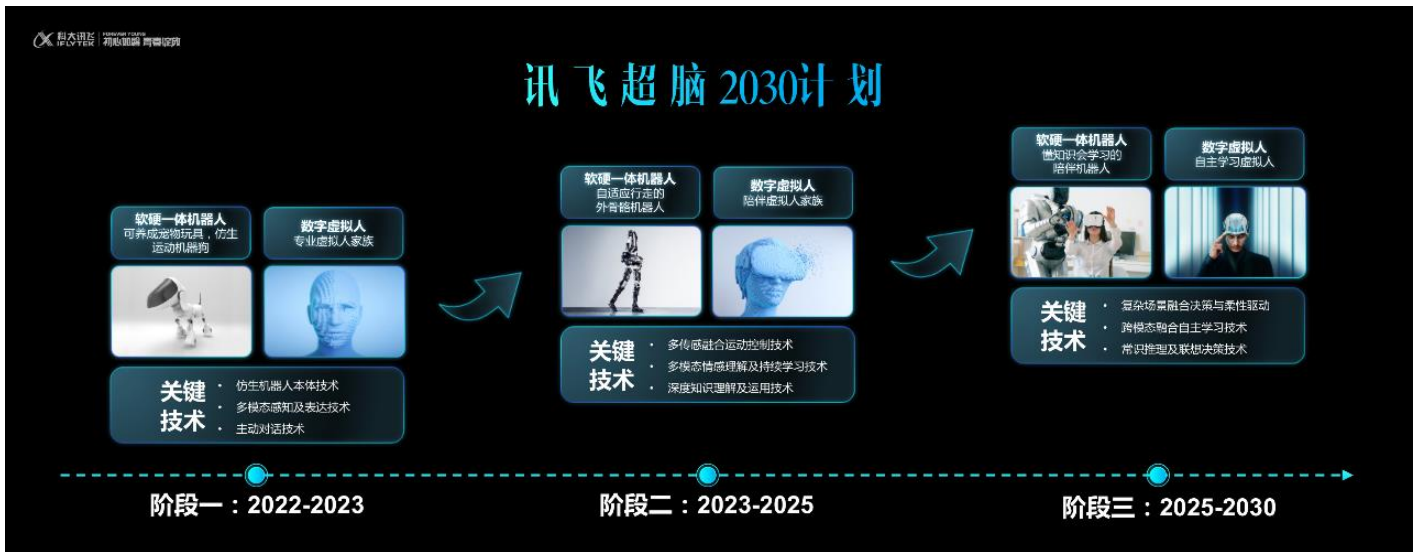 科大讯飞
IFLYTEK
讯飞超脑2030计划
软硬一体机器人
可养成宠物玩具，仿生
运动机器狗
数字虚拟人
专业虚拟人家族
关键
技术
· 仿生机器人本体技术
· 多模态感知及表达技术
· 主动对话技术
阶段一：2022-2023
软硬一体机器人
自适应行走的
外骨骼机器人
数字虚拟人
陪伴虚拟人家族
关键
技术
· 多传感融合运动控制技术
· 多模态情感理解及持续学习技术
· 深度知识理解及运用技术
阶段二：2023-2025
软硬一体机器人
懂知识会学习的
陪伴机器人
数字虚拟人
自主学习虚拟人
关键
技术
· 复杂场景融合决策与柔性驱动
· 跨模态融合自主学习技术
· 常识推理及联想决策技术
阶段三：2025-2030